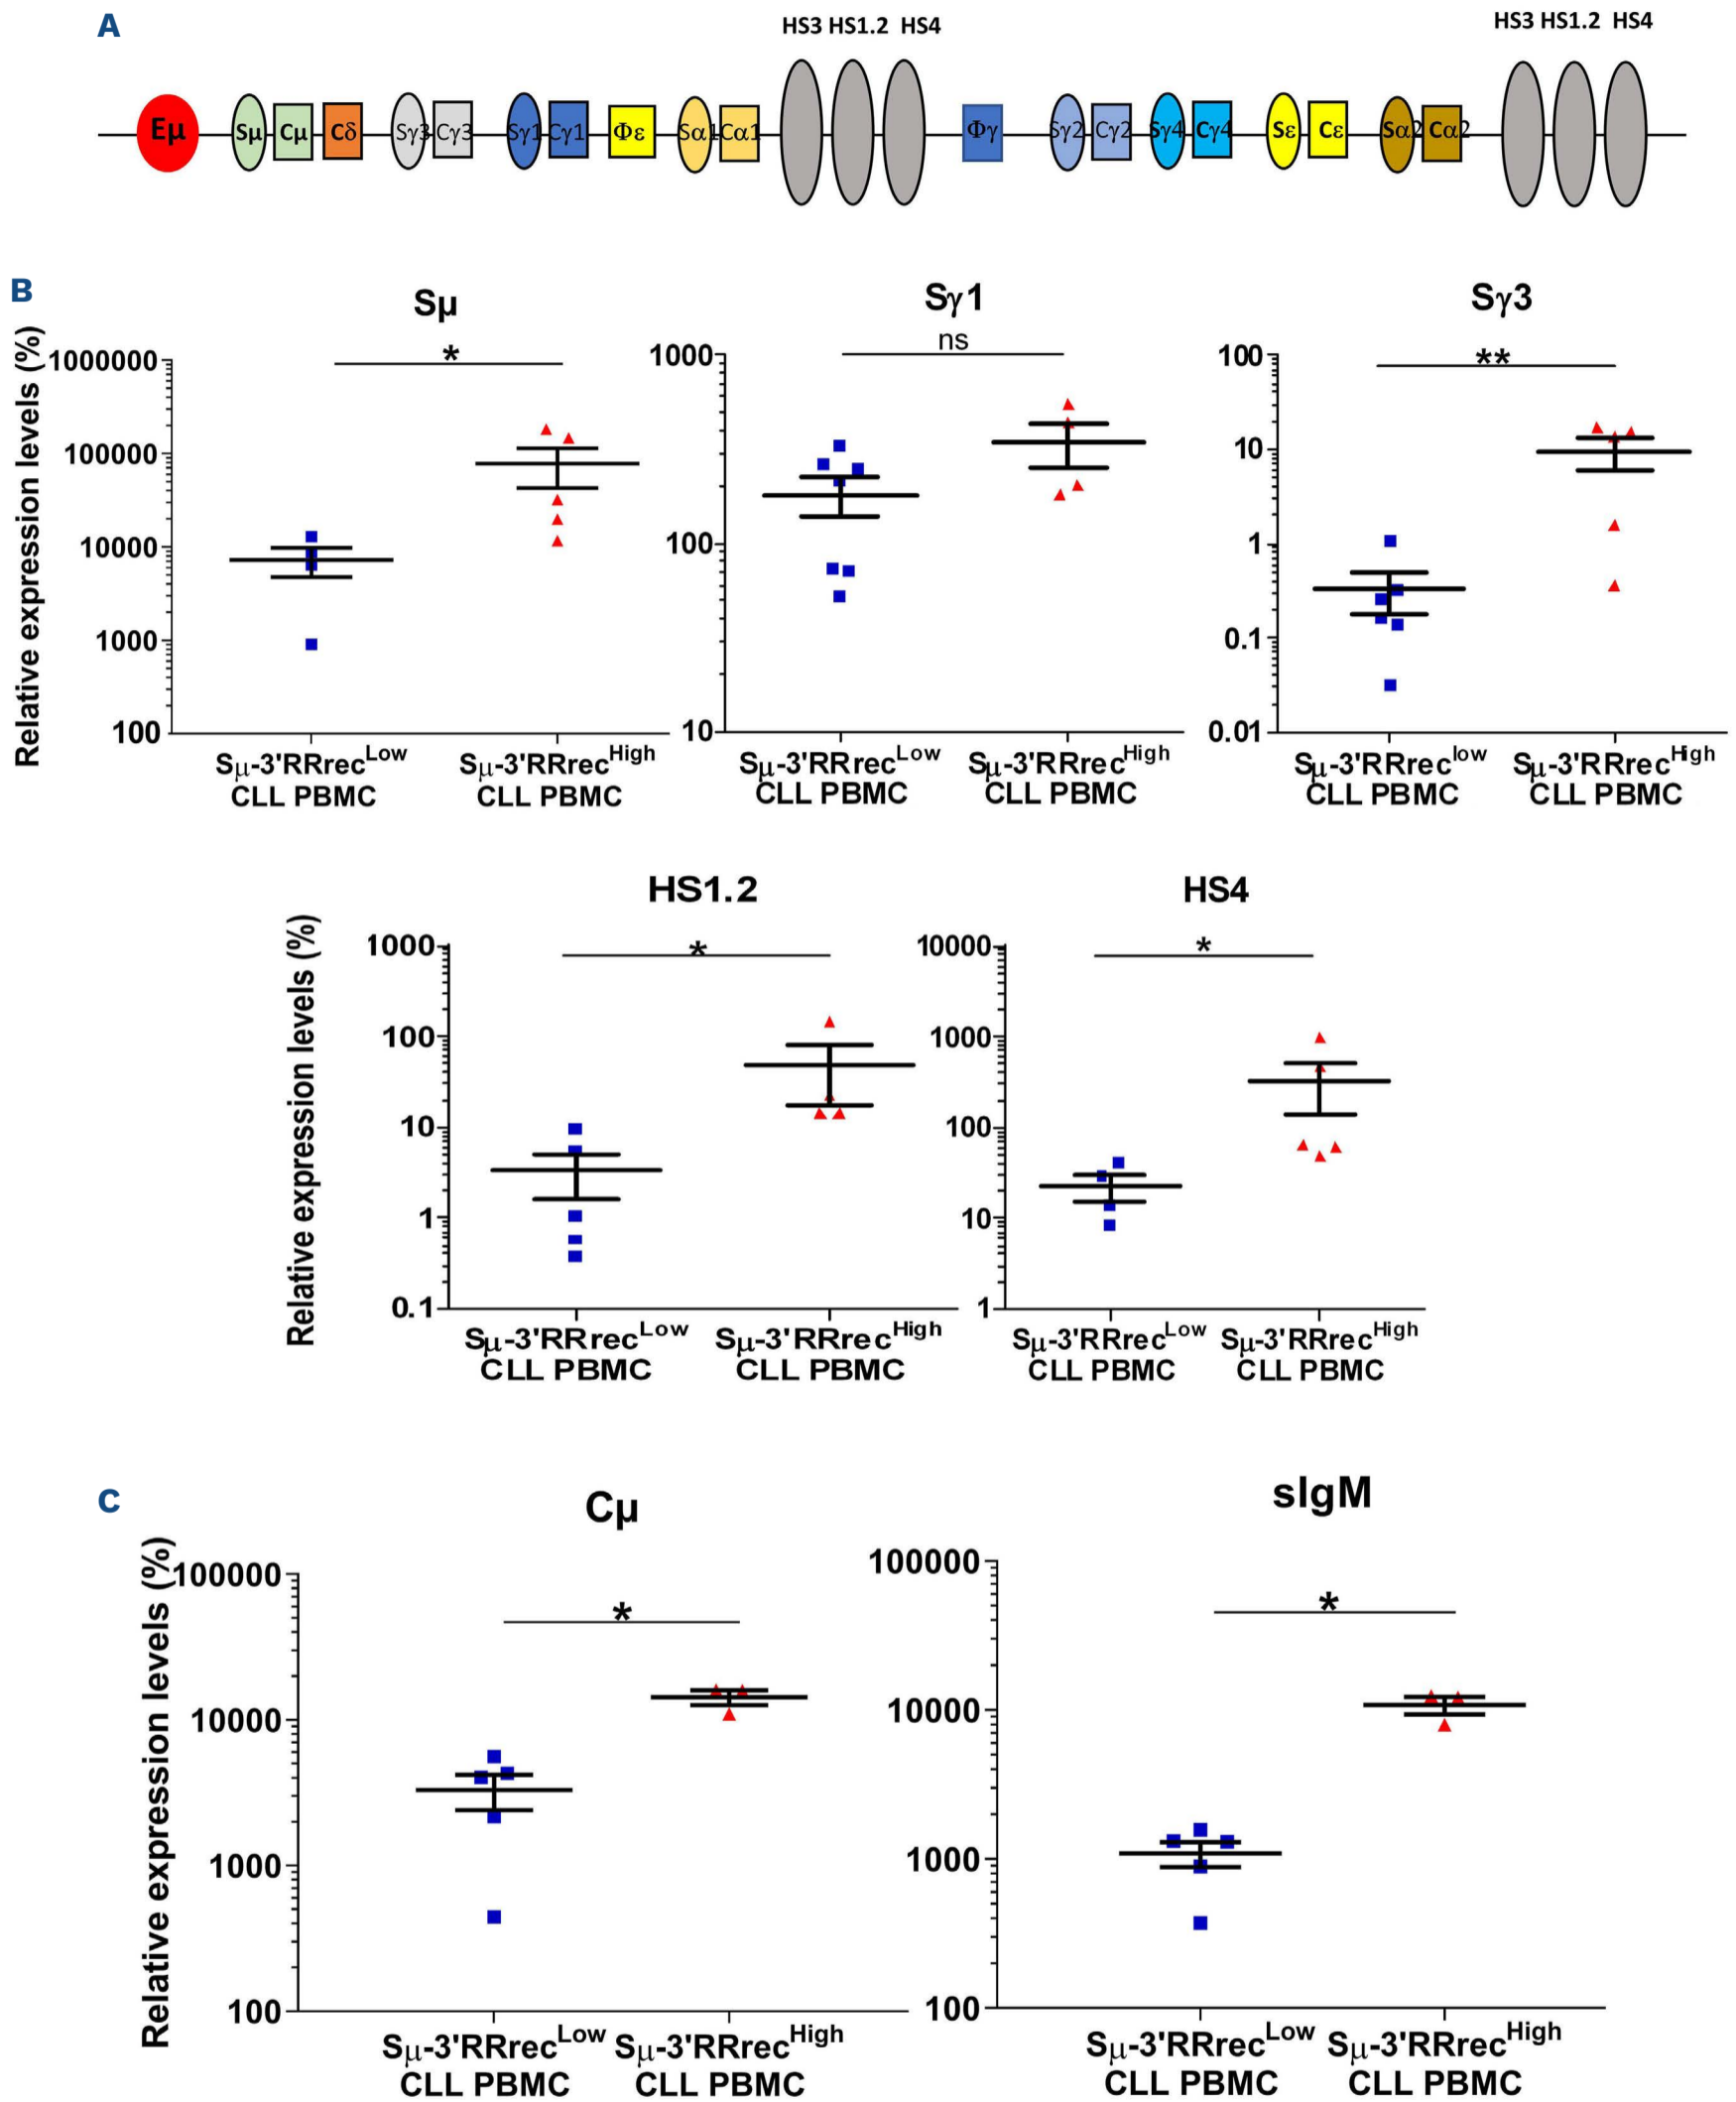 A
HS3 HS1.2 HS4
HS3 HS1.2 HS4
Eμ Sμ Cμ Cδ Sγ3 Cγ3 Sγ1 Cγ1 Φε Sα1 Cα1 Φγ Sγ2 Cγ2 Sγ4 Cγ4 Sε Cε Sα2 Cα2
B
Relative expression levels (%)
Sμ
1000000
100000
10000
1000
100
*
Sμ-3'RRrecLow
CLL PBMC
Sμ-3'RRrecHigh
CLL PBMC
Sγ1
1000
100
10
ns
Sμ-3'RRrecLow
CLL PBMC
Sμ-3'RRrecHigh
CLL PBMC
Sγ3
100
10
1
0.1
0.01
**
Sμ-3'RRreclow
CLL PBMC
Sμ-3'RRrecHigh
CLL PBMC
Relative expression levels (%)
HS1.2
1000
100
10
1
0.1
*
Sμ-3'RRrecLow
CLL PBMC
Sμ-3'RRrecHigh
CLL PBMC
HS4
10000
1000
100
10
1
*
Sμ-3'RRrecLow
CLL PBMC
Sμ-3'RRrecHigh
CLL PBMC
C
Relative expression levels (%)
Cμ
100000
10000
1000
100
*
Sμ-3'RRrecLow
CLL PBMC
Sμ-3'RRrecHigh
CLL PBMC
sIgM
100000
10000
1000
100
*
Sμ-3'RRrecLow
CLL PBMC
Sμ-3'RRrecHigh
CLL PBMC